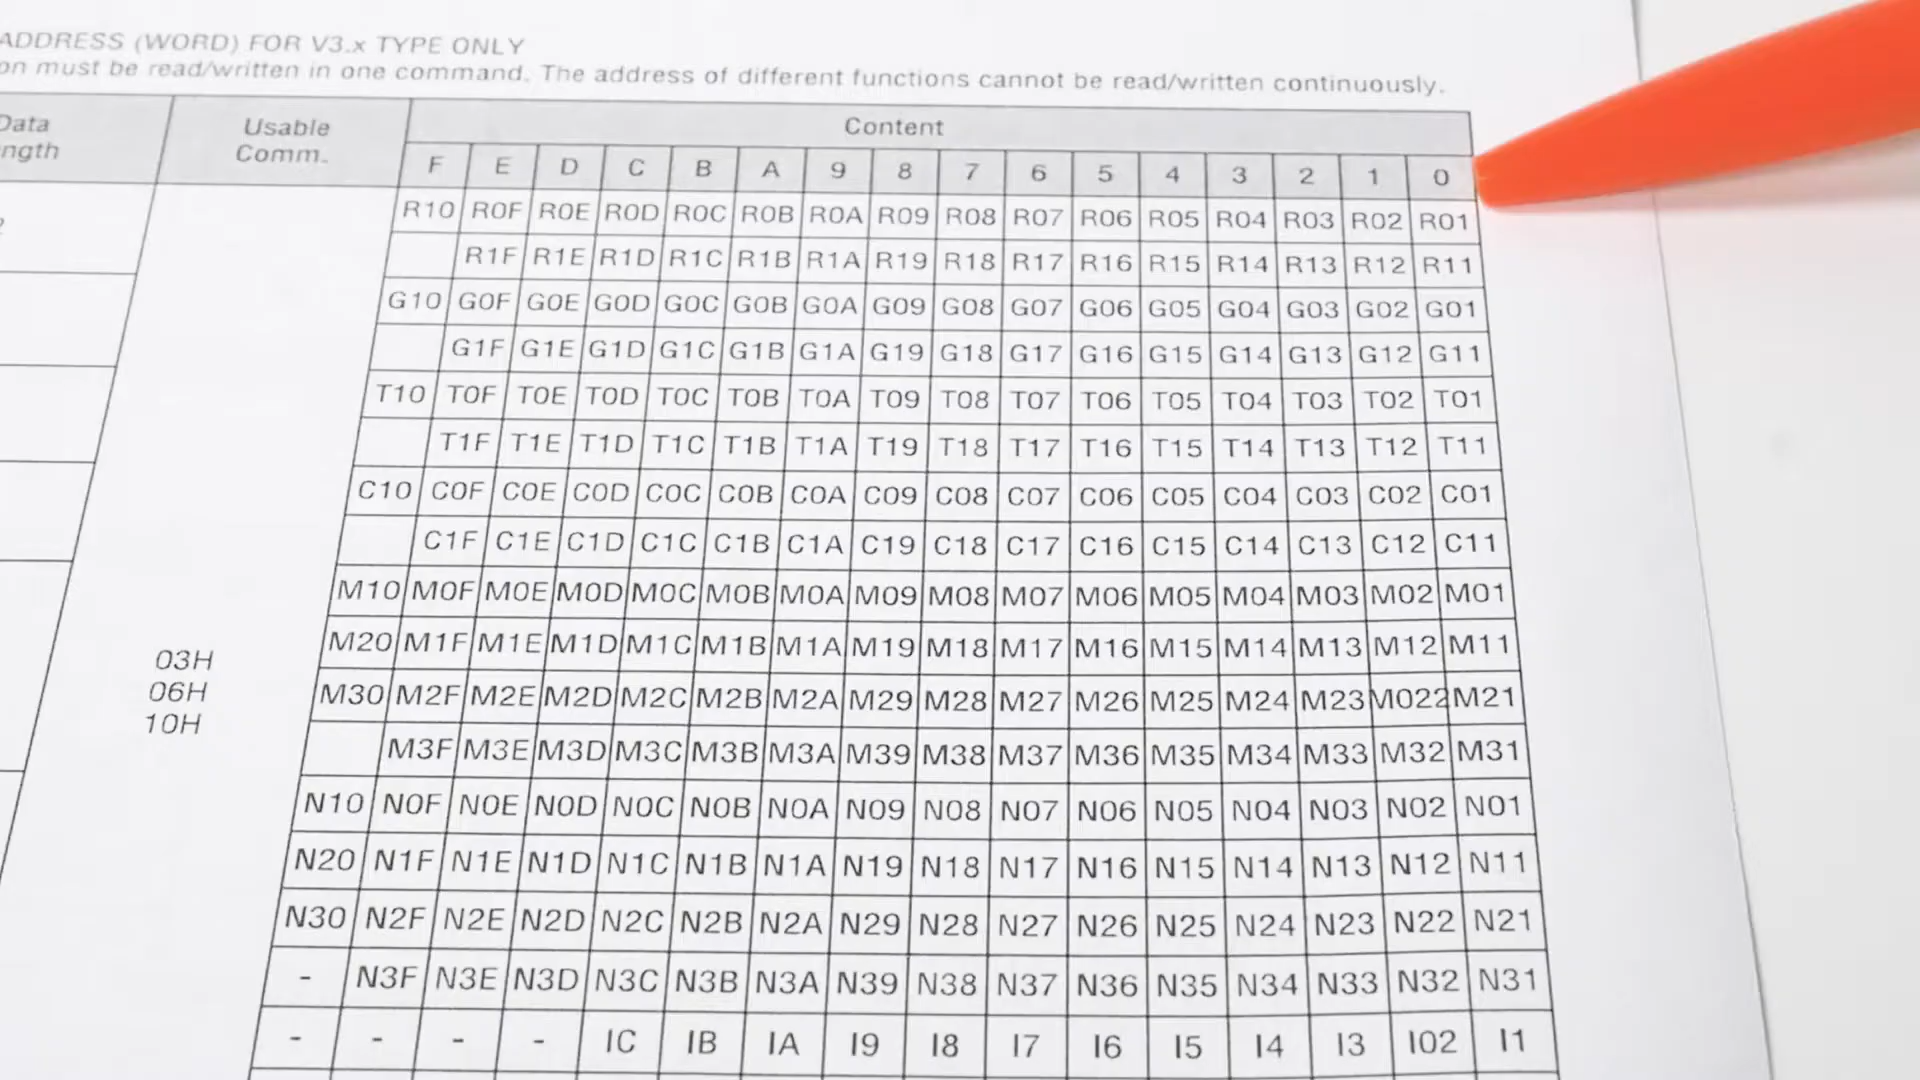 ADDRESS (WORD) FOR V3.x TYPE ONLY
on must be read/written in one command. The address of different functions cannot be read/written continuously.
Data
ngth
Usable
Comm.
Content
F E D C B A 9 8 7 6 5 4 3 2 1 0
R10 R0F R0E R0D R0C R0B R0A R09 R08 R07 R06 R05 R04 R03 R02 R01
R1F R1E R1D R1C R1B R1A R19 R18 R17 R16 R15 R14 R13 R12 R11
G10 G0F G0E G0D G0C G0B G0A G09 G08 G07 G06 G05 G04 G03 G02 G01
G1F G1E G1D G1C G1B G1A G19 G18 G17 G16 G15 G14 G13 G12 G11
T10 T0F T0E T0D T0C T0B T0A T09 T08 T07 T06 T05 T04 T03 T02 T01
T1F T1E T1D T1C T1B T1A T19 T18 T17 T16 T15 T14 T13 T12 T11
C10 C0F C0E C0D C0C C0B C0A C09 C08 C07 C06 C05 C04 C03 C02 C01
C1F C1E C1D C1C C1B C1A C19 C18 C17 C16 C15 C14 C13 C12 C11
M10 M0F M0E M0D M0C M0B M0A M09 M08 M07 M06 M05 M04 M03 M02 M01
M20 M1F M1E M1D M1C M1B M1A M19 M18 M17 M16 M15 M14 M13 M12 M11
M30 M2F M2E M2D M2C M2B M2A M29 M28 M27 M26 M25 M24 M23 M022 M21
M3F M3E M3D M3C M3B M3A M39 M38 M37 M36 M35 M34 M33 M32 M31
N10 N0F N0E N0D N0C N0B N0A N09 N08 N07 N06 N05 N04 N03 N02 N01
N20 N1F N1E N1D N1C N1B N1A N19 N18 N17 N16 N15 N14 N13 N12 N11
N30 N2F N2E N2D N2C N2B N2A N29 N28 N27 N26 N25 N24 N23 N22 N21
- N3F N3E N3D N3C N3B N3A N39 N38 N37 N36 N35 N34 N33 N32 N31
- - - - IC IB IA I9 I8 I7 I6 I5 I4 I3 I02 I1
03H
06H
10H